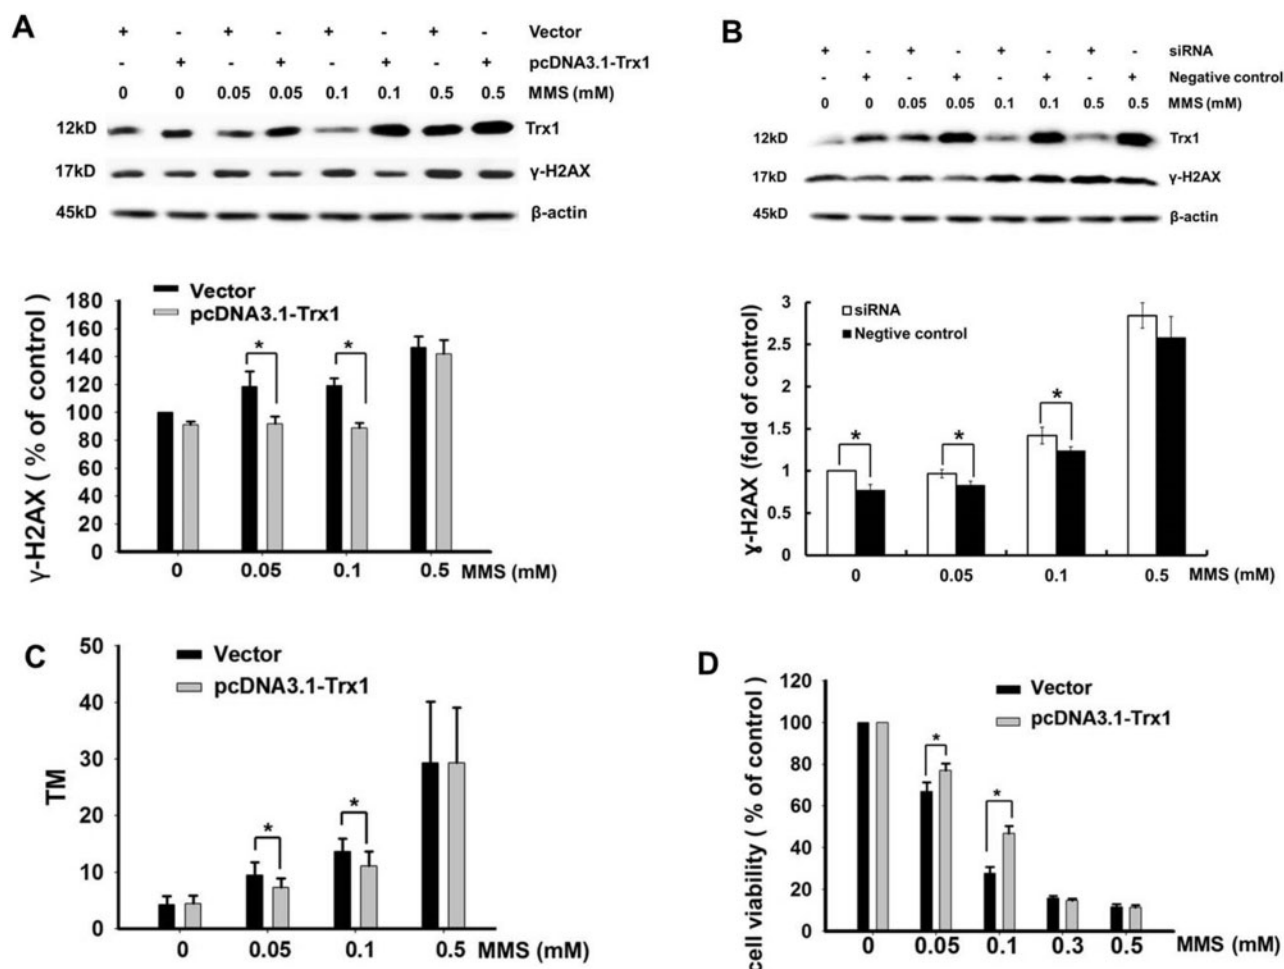 A
+ - + - + - + - Vector
- + - + - + - + pcDNA3.1-Trx1
0 0 0.05 0.05 0.1 0.1 0.5 0.5 MMS (mM)
12kD Trx1
17kD γ-H2AX
45kD β-actin
γ-H2AX ( % of control )
Vector
pcDNA3.1-Trx1
180
160
140
120
100
80
60
40
20
0
* *
0 0.05 0.1 0.5 MMS (mM)
B
+ - + - + - + - siRNA
- + - + - + - + Negative control
0 0 0.05 0.05 0.1 0.1 0.5 0.5 MMS (mM)
12kD Trx1
17kD γ-H2AX
45kD β-actin
ɣ-H2AX (fold of control)
siRNA
Negtive control
3
2.5
2
1.5
1
0.5
0
* * *
0 0.05 0.1 0.5 MMS (mM)
C
TM
Vector
pcDNA3.1-Trx1
50
40
30
20
10
0
* *
0 0.05 0.1 0.5 MMS (mM)
D
cell viability ( % of control )
Vector
pcDNA3.1-Trx1
120
100
80
60
40
20
0
* *
0 0.05 0.1 0.3 0.5 MMS (mM)